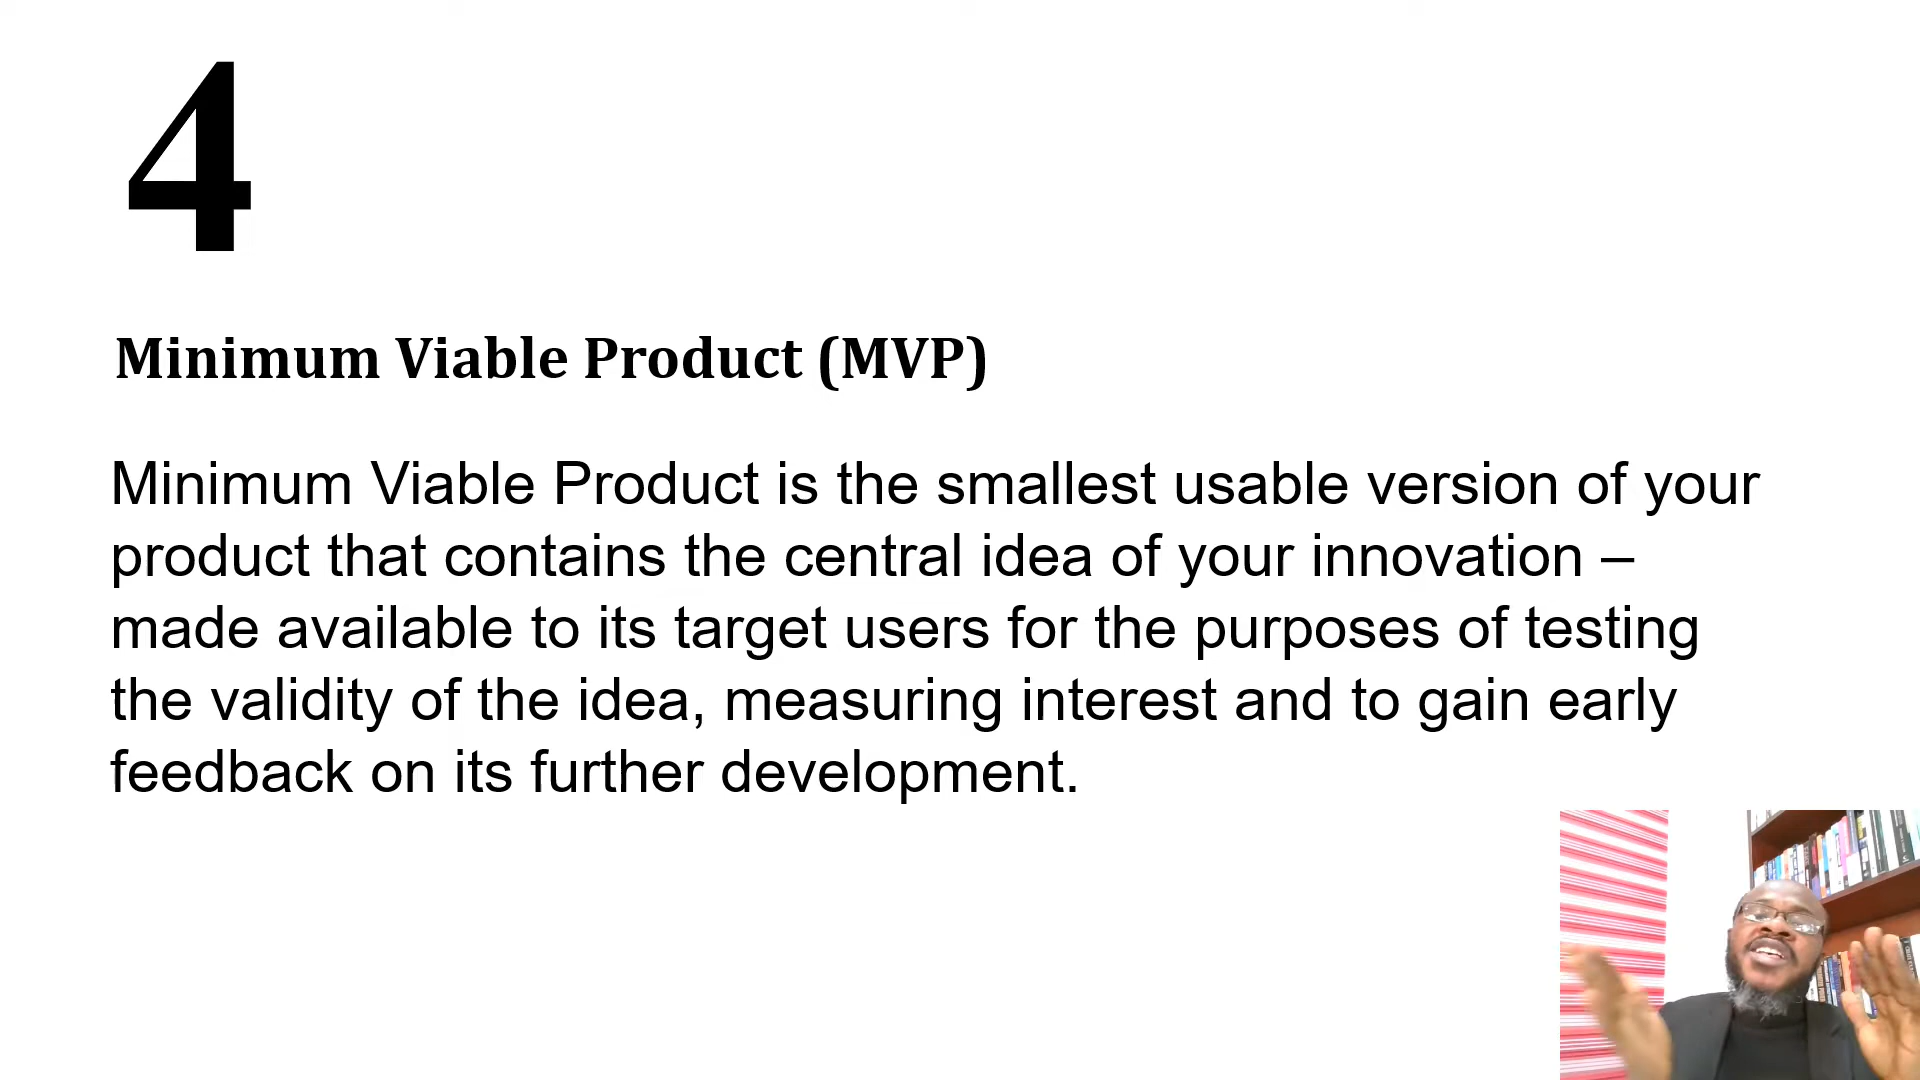 4
Minimum Viable Product (MVP)
Minimum Viable Product is the smallest usable version of your
product that contains the central idea of your innovation –
made available to its target users for the purposes of testing
the validity of the idea, measuring interest and to gain early
feedback on its further development.